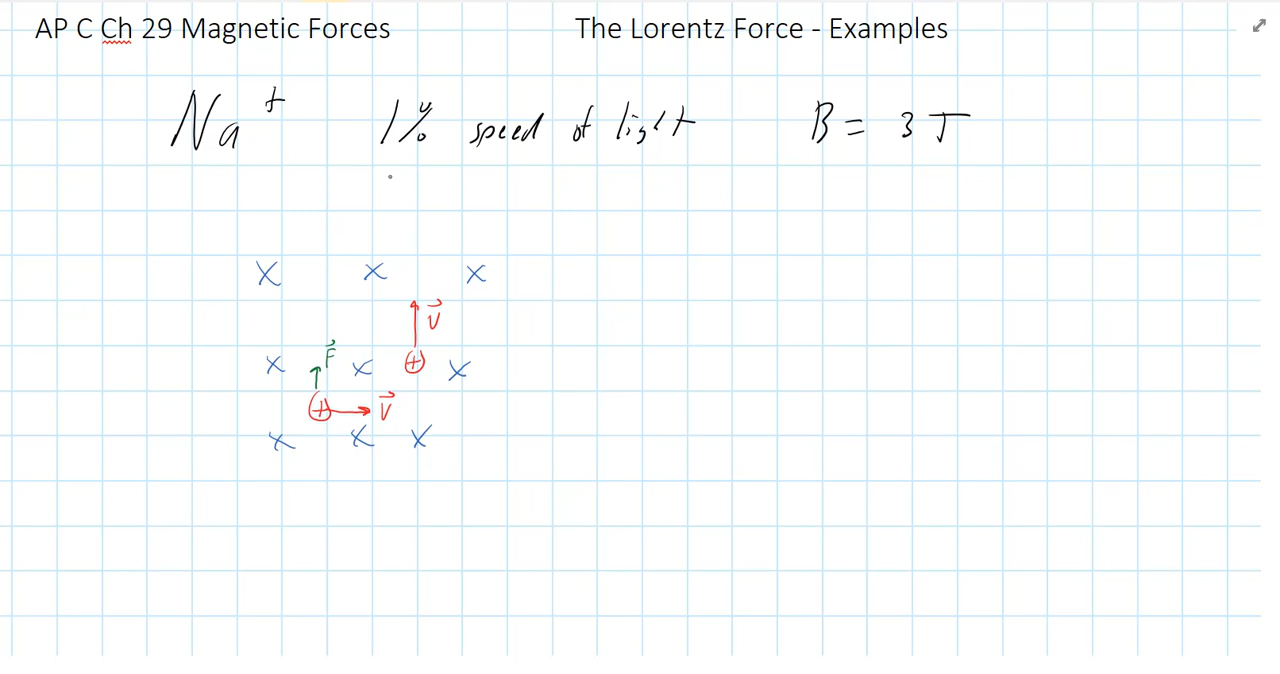 AP C Ch 29 Magnetic Forces The Lorentz Force - Examples
Na⁺ 1% speed of light B = 3 T
X X X
V⃗
F⃗
X X + X
+ V⃗
X X X